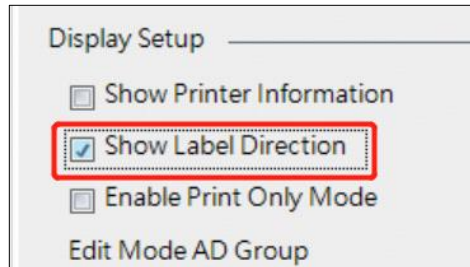 Display Setup
Show Printer Information
Show Label Direction
Enable Print Only Mode
Edit Mode AD Group